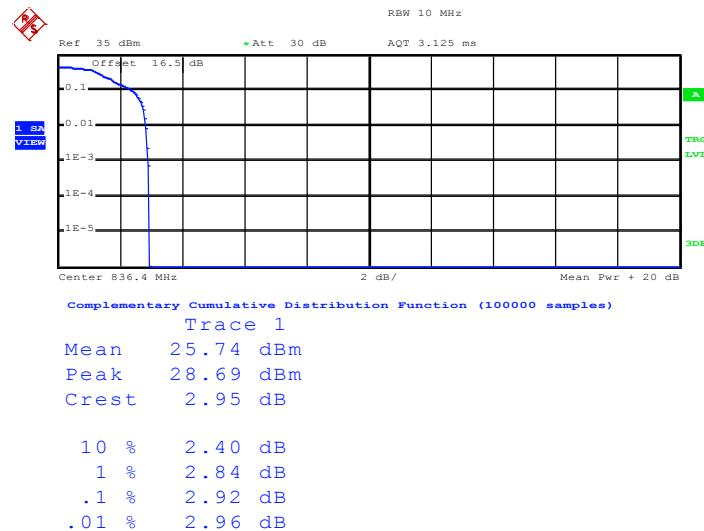 RBW 10 MHz
Ref 35 dBm *Att 30 dB AQT 3.125 ms
Offset 16.5 dB
0.1
A
0.01
1 SA
VIEW
TRG
LVL
1E-3
1E-4
1E-5
3DB
Center 836.4 MHz 2 dB/ Mean Pwr + 20 dB
Complementary Cumulative Distribution Function (100000 samples)
Trace 1
Mean 25.74 dBm
Peak 28.69 dBm
Crest 2.95 dB
10 % 2.40 dB
1 % 2.84 dB
.1 % 2.92 dB
.01 % 2.96 dB